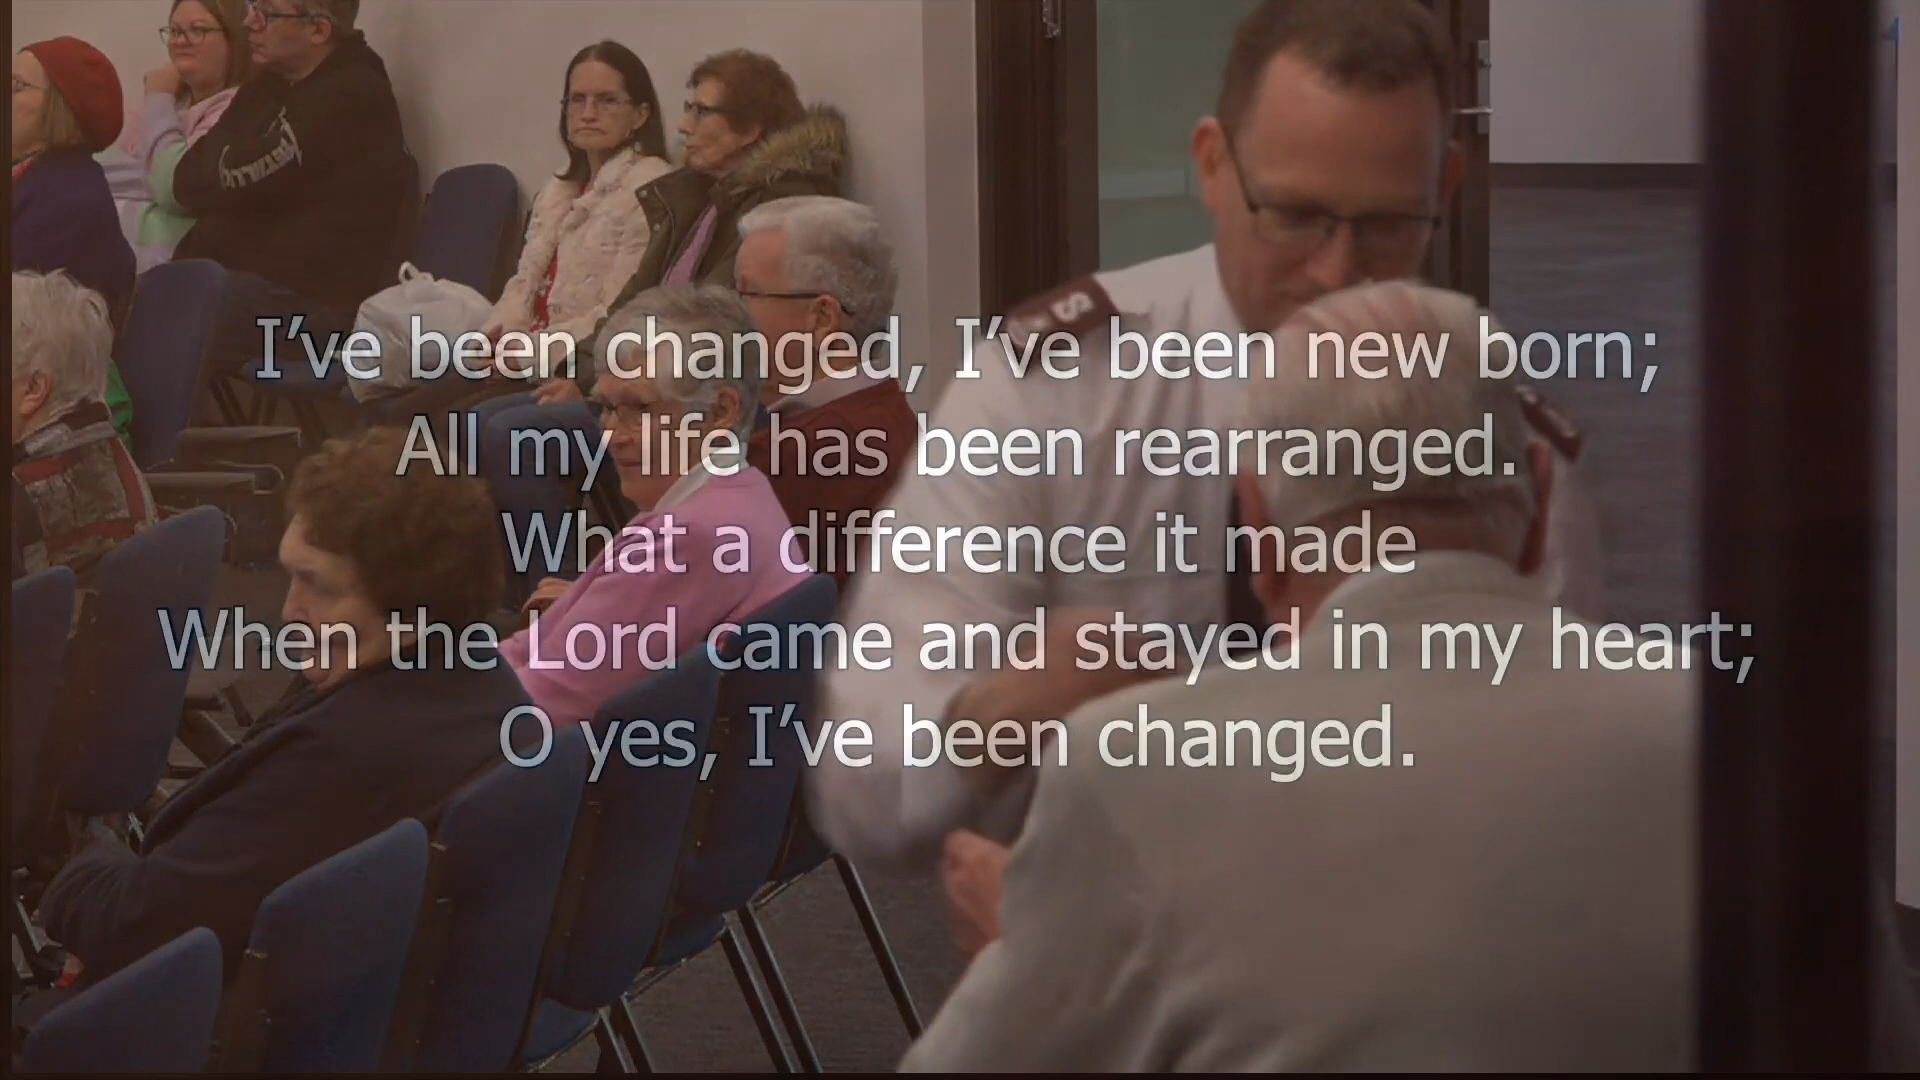 I’ve been changed, I’ve been new born;
All my life has been rearranged.
What a difference it made
When the Lord came and stayed in my heart;
O yes, I’ve been changed.